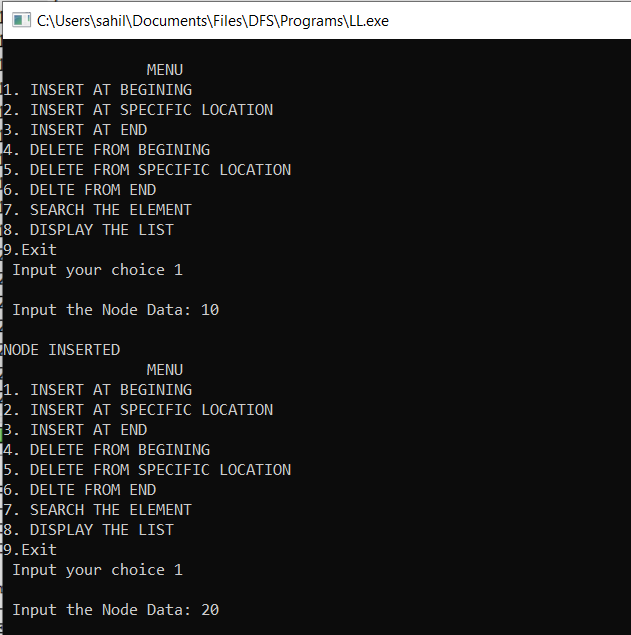 C:\Users\sahil\Documents\Files\DFS\Programs\LL.exe
MENU
1. INSERT AT BEGINING
2. INSERT AT SPECIFIC LOCATION
3. INSERT AT END
4. DELETE FROM BEGINING
5. DELETE FROM SPECIFIC LOCATION
6. DELTE FROM END
7. SEARCH THE ELEMENT
8. DISPLAY THE LIST
9.Exit
Input your choice 1
Input the Node Data: 10
NODE INSERTED
MENU
1. INSERT AT BEGINING
2. INSERT AT SPECIFIC LOCATION
3. INSERT AT END
4. DELETE FROM BEGINING
5. DELETE FROM SPECIFIC LOCATION
6. DELTE FROM END
7. SEARCH THE ELEMENT
8. DISPLAY THE LIST
9.Exit
Input your choice 1
Input the Node Data: 20